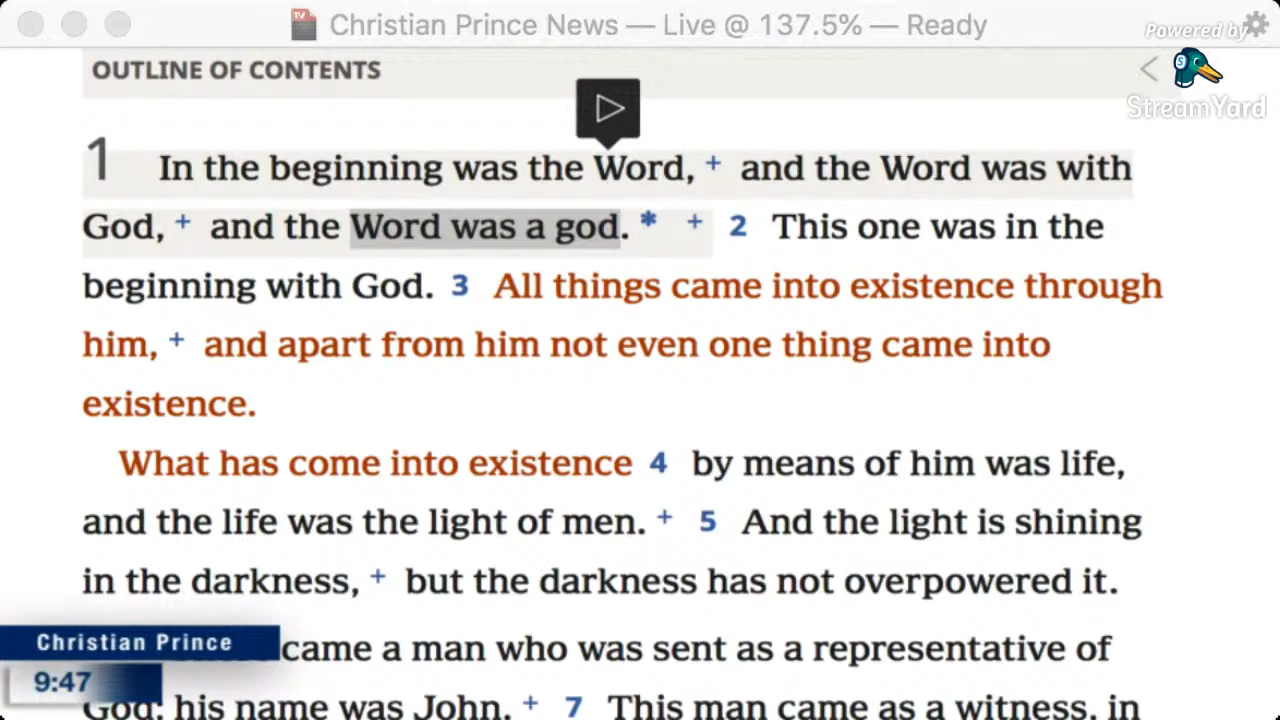 Christian Prince News — Live @ 137.5% — Ready
Powered by
StreamYard
OUTLINE OF CONTENTS
1 In the beginning was the Word, + and the Word was with
God, + and the Word was a god. * + 2 This one was in the
beginning with God. 3 All things came into existence through
him, + and apart from him not even one thing came into
existence.
What has come into existence 4 by means of him was life,
and the life was the light of men. + 5 And the light is shining
in the darkness, + but the darkness has not overpowered it.
came a man who was sent as a representative of
God; his name was John. + 7 This man came as a witness, in
Christian Prince
9:47